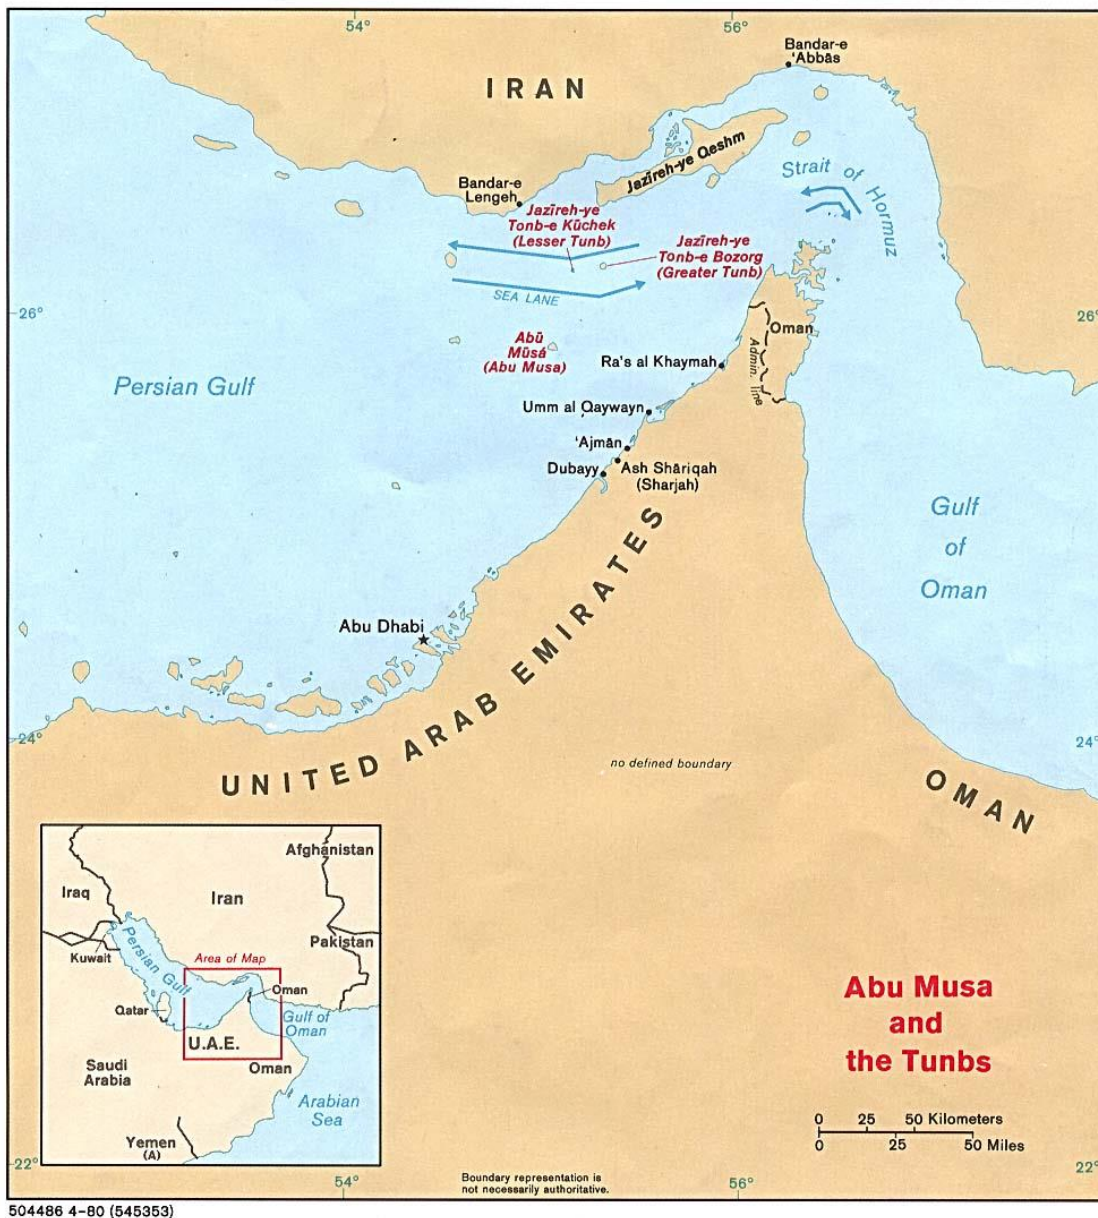 54°
56°
Bandar-e
'Abbās
IRAN
Jazīreh-ye Qeshm
Strait of Hormuz
Bandar-e
Lengeh
Jazīreh-ye
Tonb-e Kūchek
(Lesser Tunb)
Jazīreh-ye
Tonb-e Bozorg
(Greater Tunb)
SEA LANE
26°
26°
Oman
Admin. line
Abū
Mūsá
(Abu Musa)
Ra's al Khaymah
Persian Gulf
Umm al Qaywayn
'Ajmān
Dubayy
Ash Shāriqah
(Sharjah)
Gulf
of
Oman
Abu Dhabi
UNITED ARAB EMIRATES
24°
24°
no defined boundary
OMAN
Afghanistan
Iraq
Iran
Pakistan
Kuwait
Persian Gulf
Area of Map
Oman
Qatar
Gulf of
Oman
U.A.E.
Oman
Saudi
Arabia
Arabian
Sea
Yemen
(A)
Abu Musa
and
the Tunbs
0 25 50 Kilometers
0 25 50 Miles
22°
22°
54°
56°
Boundary representation is
not necessarily authoritative.
504486 4-80 (545353)